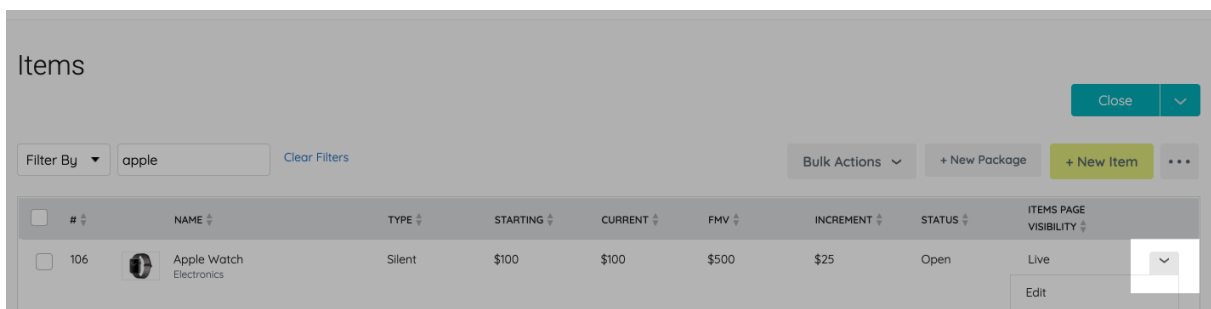 Items
Close
Filter By apple Clear Filters Bulk Actions + New Package + New Item
# NAME TYPE STARTING CURRENT FMV INCREMENT STATUS ITEMS PAGE
VISIBILITY
106 Apple Watch Silent $100 $100 $500 $25 Open Live
Electronics
Edit